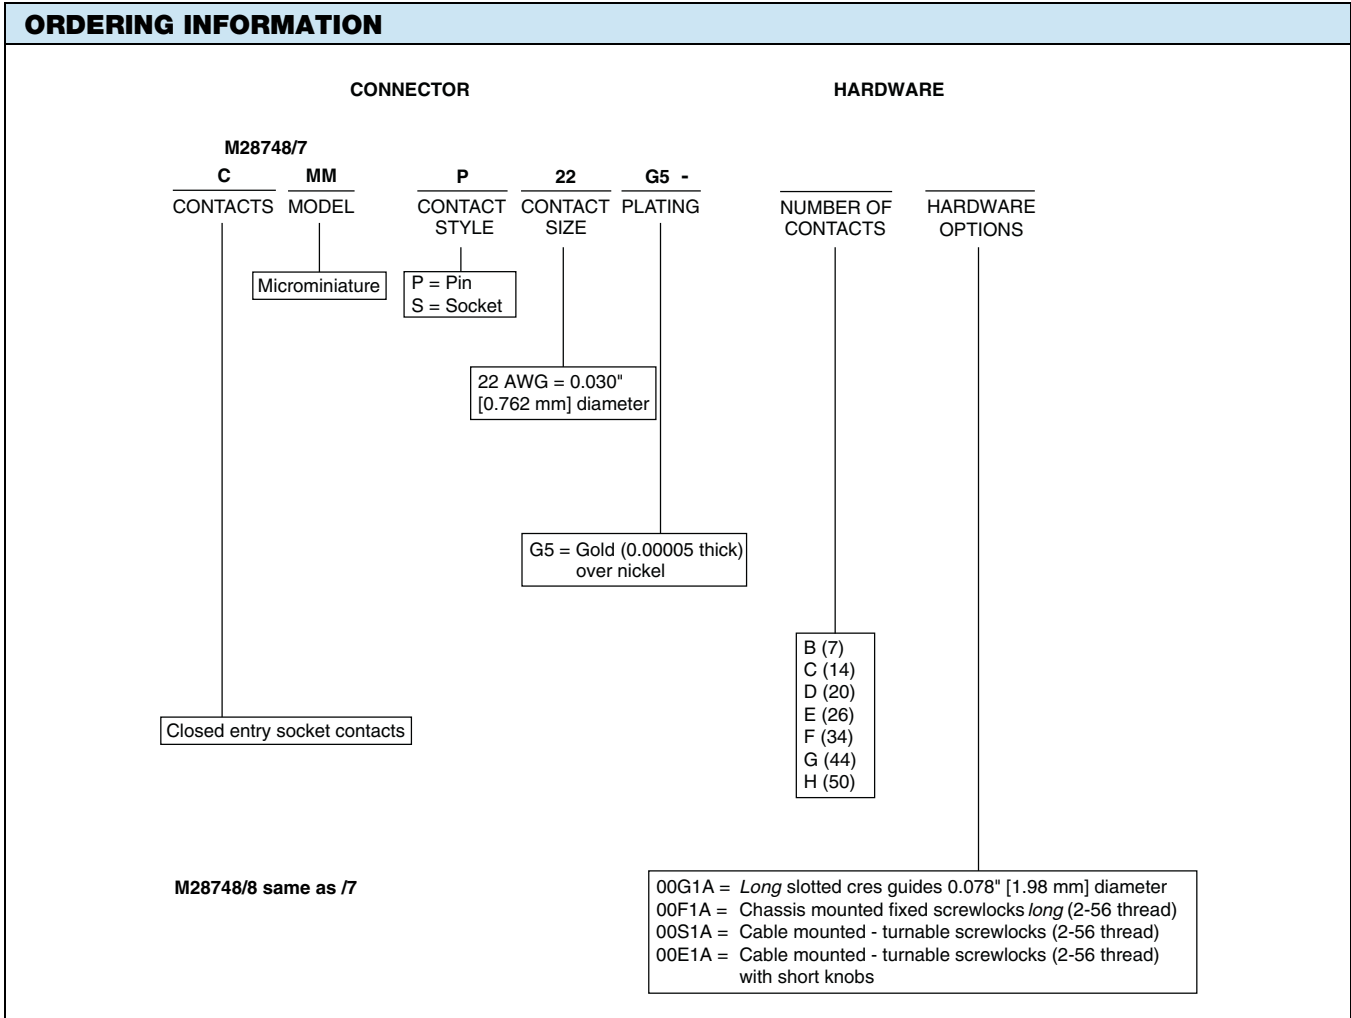 ORDERING INFORMATION
CONNECTOR
HARDWARE
M28748/7
C MM P 22 G5 -
CONTACTS
MODEL
CONTACT
STYLE
CONTACT
SIZE
PLATING
NUMBER OF
CONTACTS
HARDWARE
OPTIONS
Microminiature
P = Pin
S = Socket
22 AWG = 0.030"
[0.762 mm] diameter
G5 = Gold (0.00005 thick)
over nickel
B (7)
C (14)
D (20)
E (26)
F (34)
G (44)
H (50)
Closed entry socket contacts
M28748/8 same as /7
00G1A = Long slotted cres guides 0.078" [1.98 mm] diameter
00F1A = Chassis mounted fixed screwlocks long (2-56 thread)
00S1A = Cable mounted - turnable screwlocks (2-56 thread)
00E1A = Cable mounted - turnable screwlocks (2-56 thread)
with short knobs